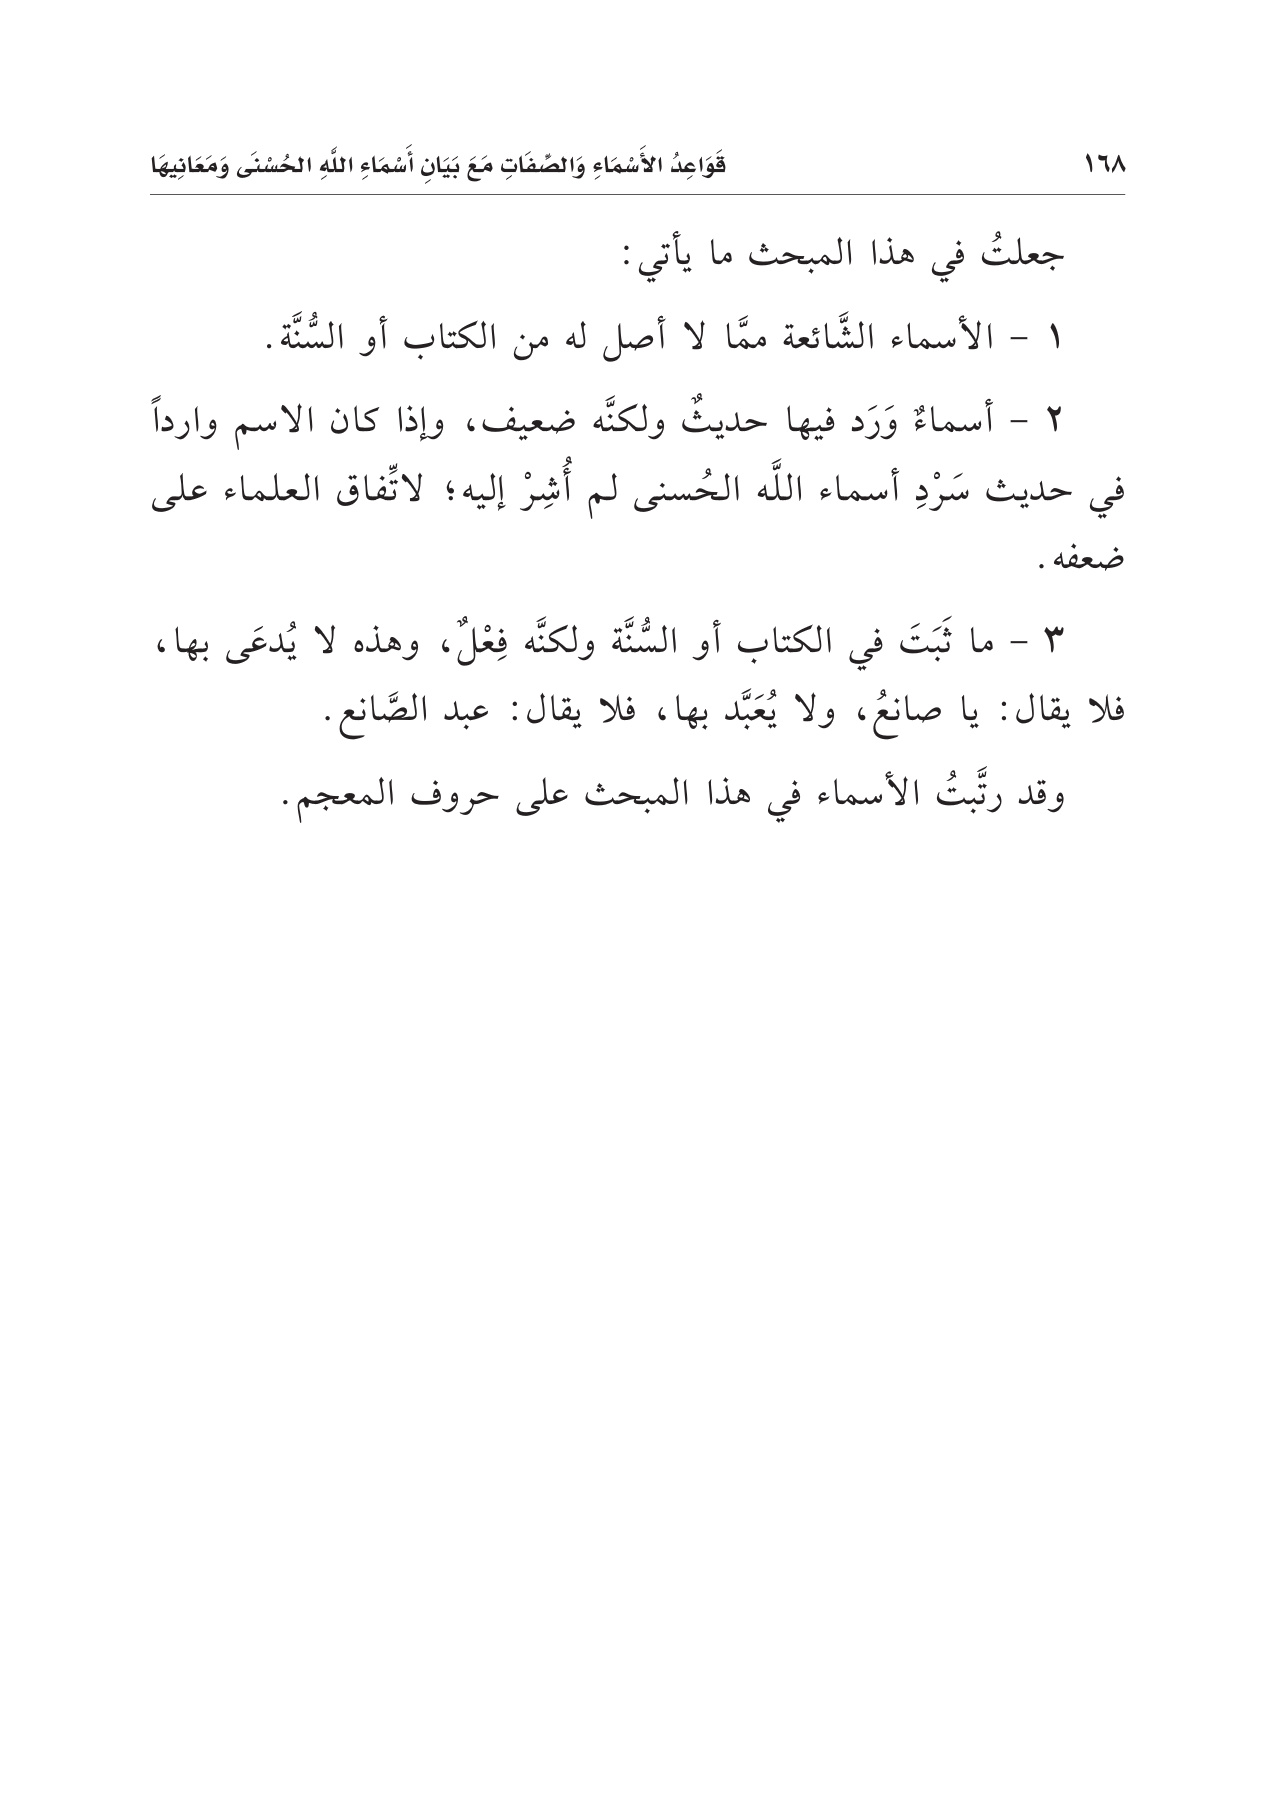 ١٦٨ قَوَاعِدُ الأَسْمَاءِ وَالصِّفَاتِ مَعَ بَيَانِ أَسْمَاءِ اللَّهِ الحُسْنَى وَمَعَانِيهَا
جعلتُ في هذا المبحث ما يأتي:
١ - الأسماء الشَّائعة ممَّا لا أصل له من الكتاب أو السُّنَّة.
٢ - أسماءٌ وَرَد فيها حديثٌ ولكنَّه ضعيف، وإذا كان الاسم وارداً
في حديث سَرْدِ أسماء اللَّه الحُسنى لم أُشِرْ إليه؛ لاتِّفاق العلماء على
ضعفه.
٣ - ما ثَبَتَ في الكتاب أو السُّنَّة ولكنَّه فِعْلٌ، وهذه لا يُدعَى بها،
فلا يقال: يا صانعُ، ولا يُعَبَّد بها، فلا يقال: عبد الصَّانع.
وقد رتَّبتُ الأسماء في هذا المبحث على حروف المعجم.